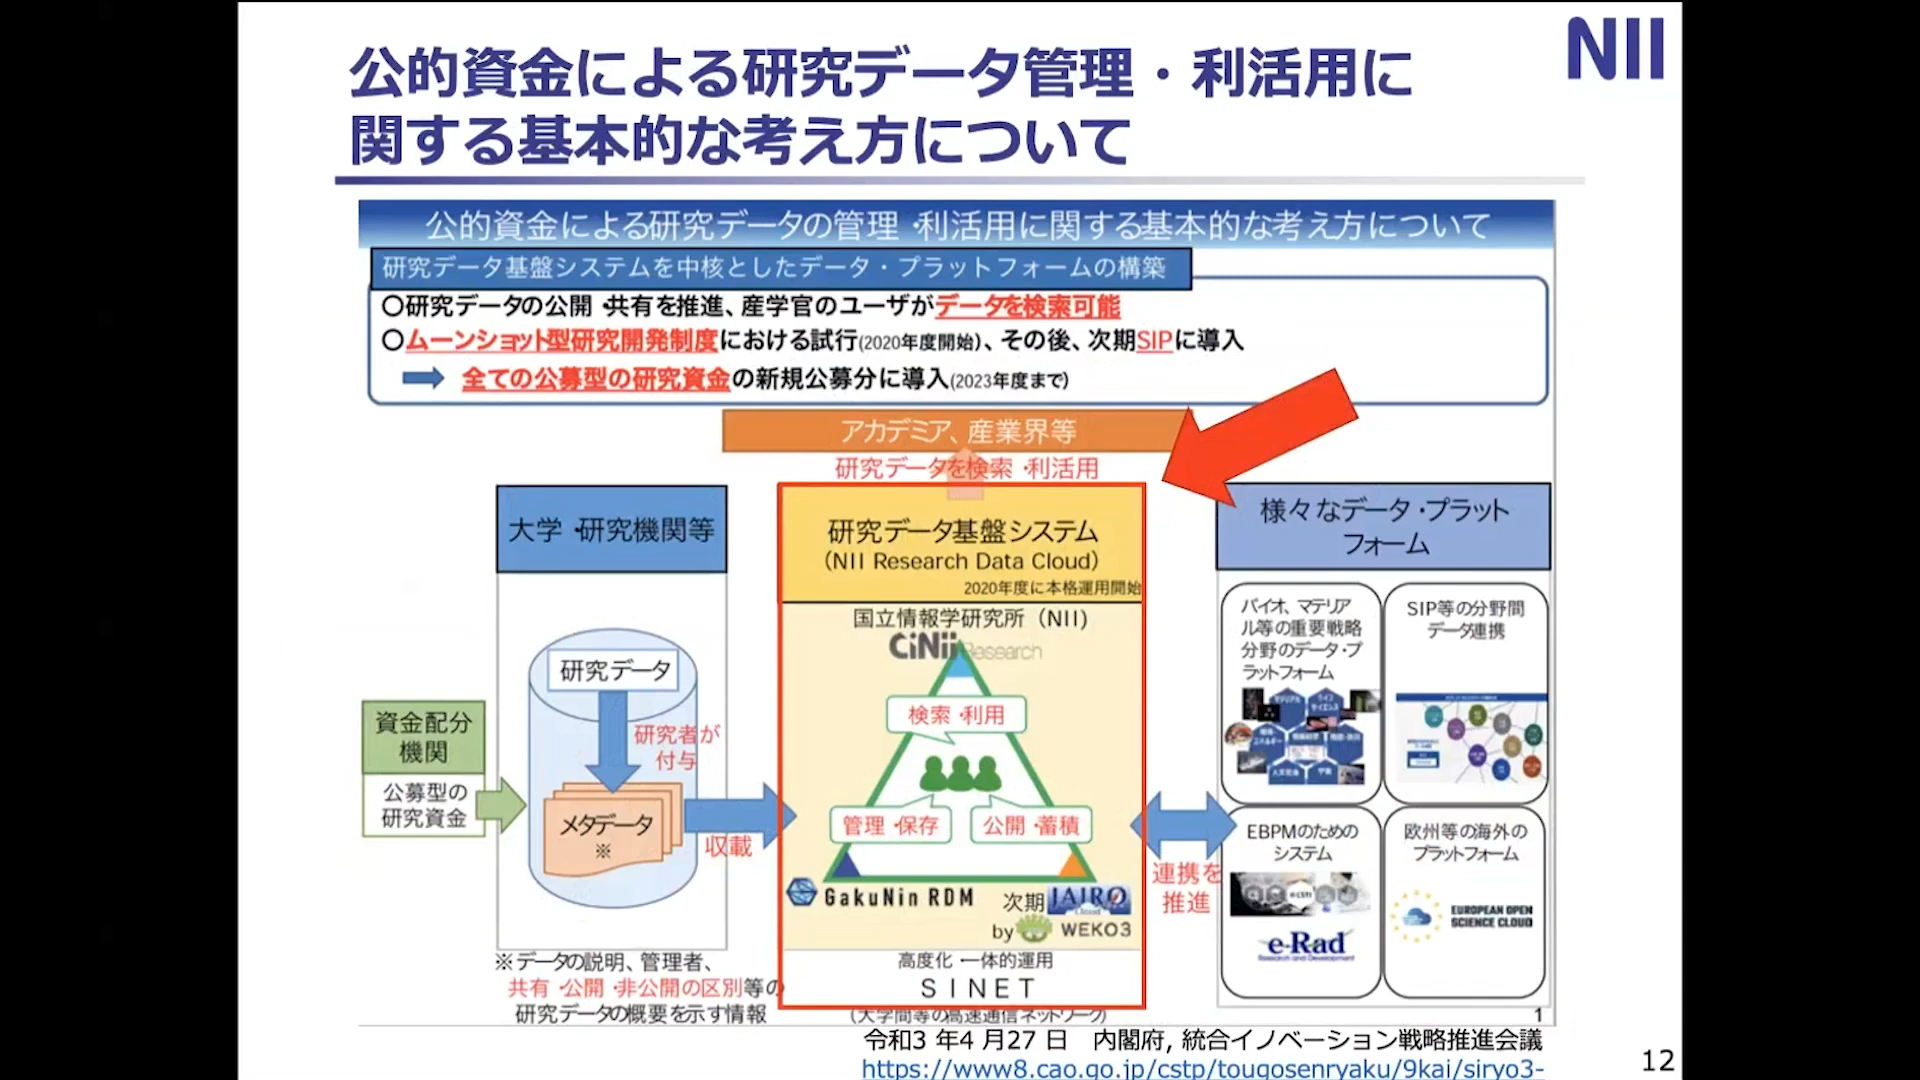 NII
公的資金による研究データ管理・利活用に
関する基本的な考え方について
公的資金による研究データの管理・利活用に関する基本的な考え方について
研究データ基盤システムを中核としたデータ・プラットフォームの構築
〇研究データの公開・共有を推進、産学官のユーザがデータを検索可能
〇ムーンショット型研究開発制度における試行(2020年度開始)、その後、次期SIPに導入
全ての公募型の研究資金の新規公募分に導入(2023年度まで)
アカデミア、産業界等
研究データを検索・利活用
大学・研究機関等
研究データ
研究者が
付与
メタデータ
※
収載
資金配分
機関
公募型の
研究資金
※データの説明、管理者、
共有・公開・非公開の区別等の
研究データの概要を示す情報
研究データ基盤システム
(NII Research Data Cloud)
2020年度に本格運用開始
国立情報学研究所（NII)
CiNii Research
検索・利用
管理・保存
公開・蓄積
GakuNin RDM
次期JAIRO
Cloud
by WEKO3
高度化・一体的運用
SINET
(大学間等の高速通信ネットワーク)
連携を
推進
様々なデータ・プラット
フォーム
バイオ、マテリア
ル等の重要戦略
分野のデータ・プ
ラットフォーム
SIP等の分野間
データ連携
EBPMのための
システム
e-Rad
Research and Development
欧州等の海外の
プラットフォーム
EUROPEAN OPEN
SCIENCE CLOUD
1
令和3 年4 月27 日　内閣府, 統合イノベーション戦略推進会議
https://www8.cao.go.jp/cstp/tougosenryaku/9kai/siryo3-
12